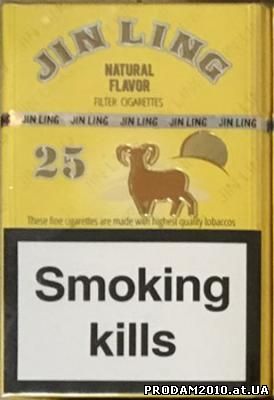 JIN LING
NATURAL
FLAVOR
FILTER CIGARETTES
JIN LING JIN LING JIN LING JIN LING JIN LING
25
These fine cigarettes are made with highest quality tobaccos
Smoking
kills
PRODAM2010.at.UA